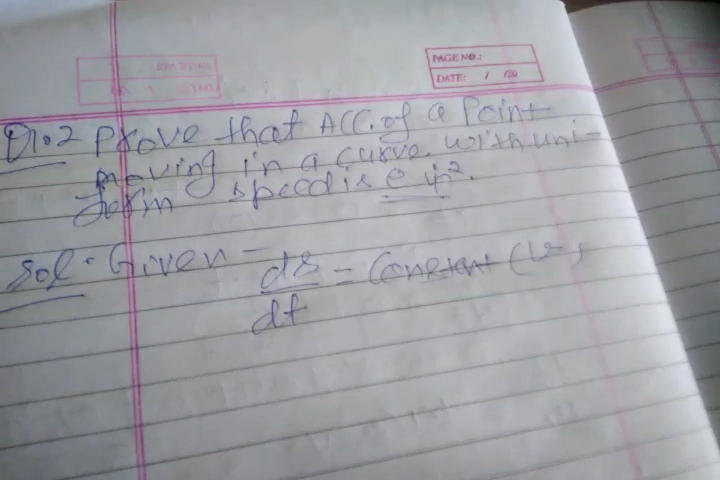 PAGE NO.:
DATE: / /20
Q No. 2 Prove that Acc. of a Point
moving in a curve with uni-
form speed is
Sol. Given -
ds/dt = Constant